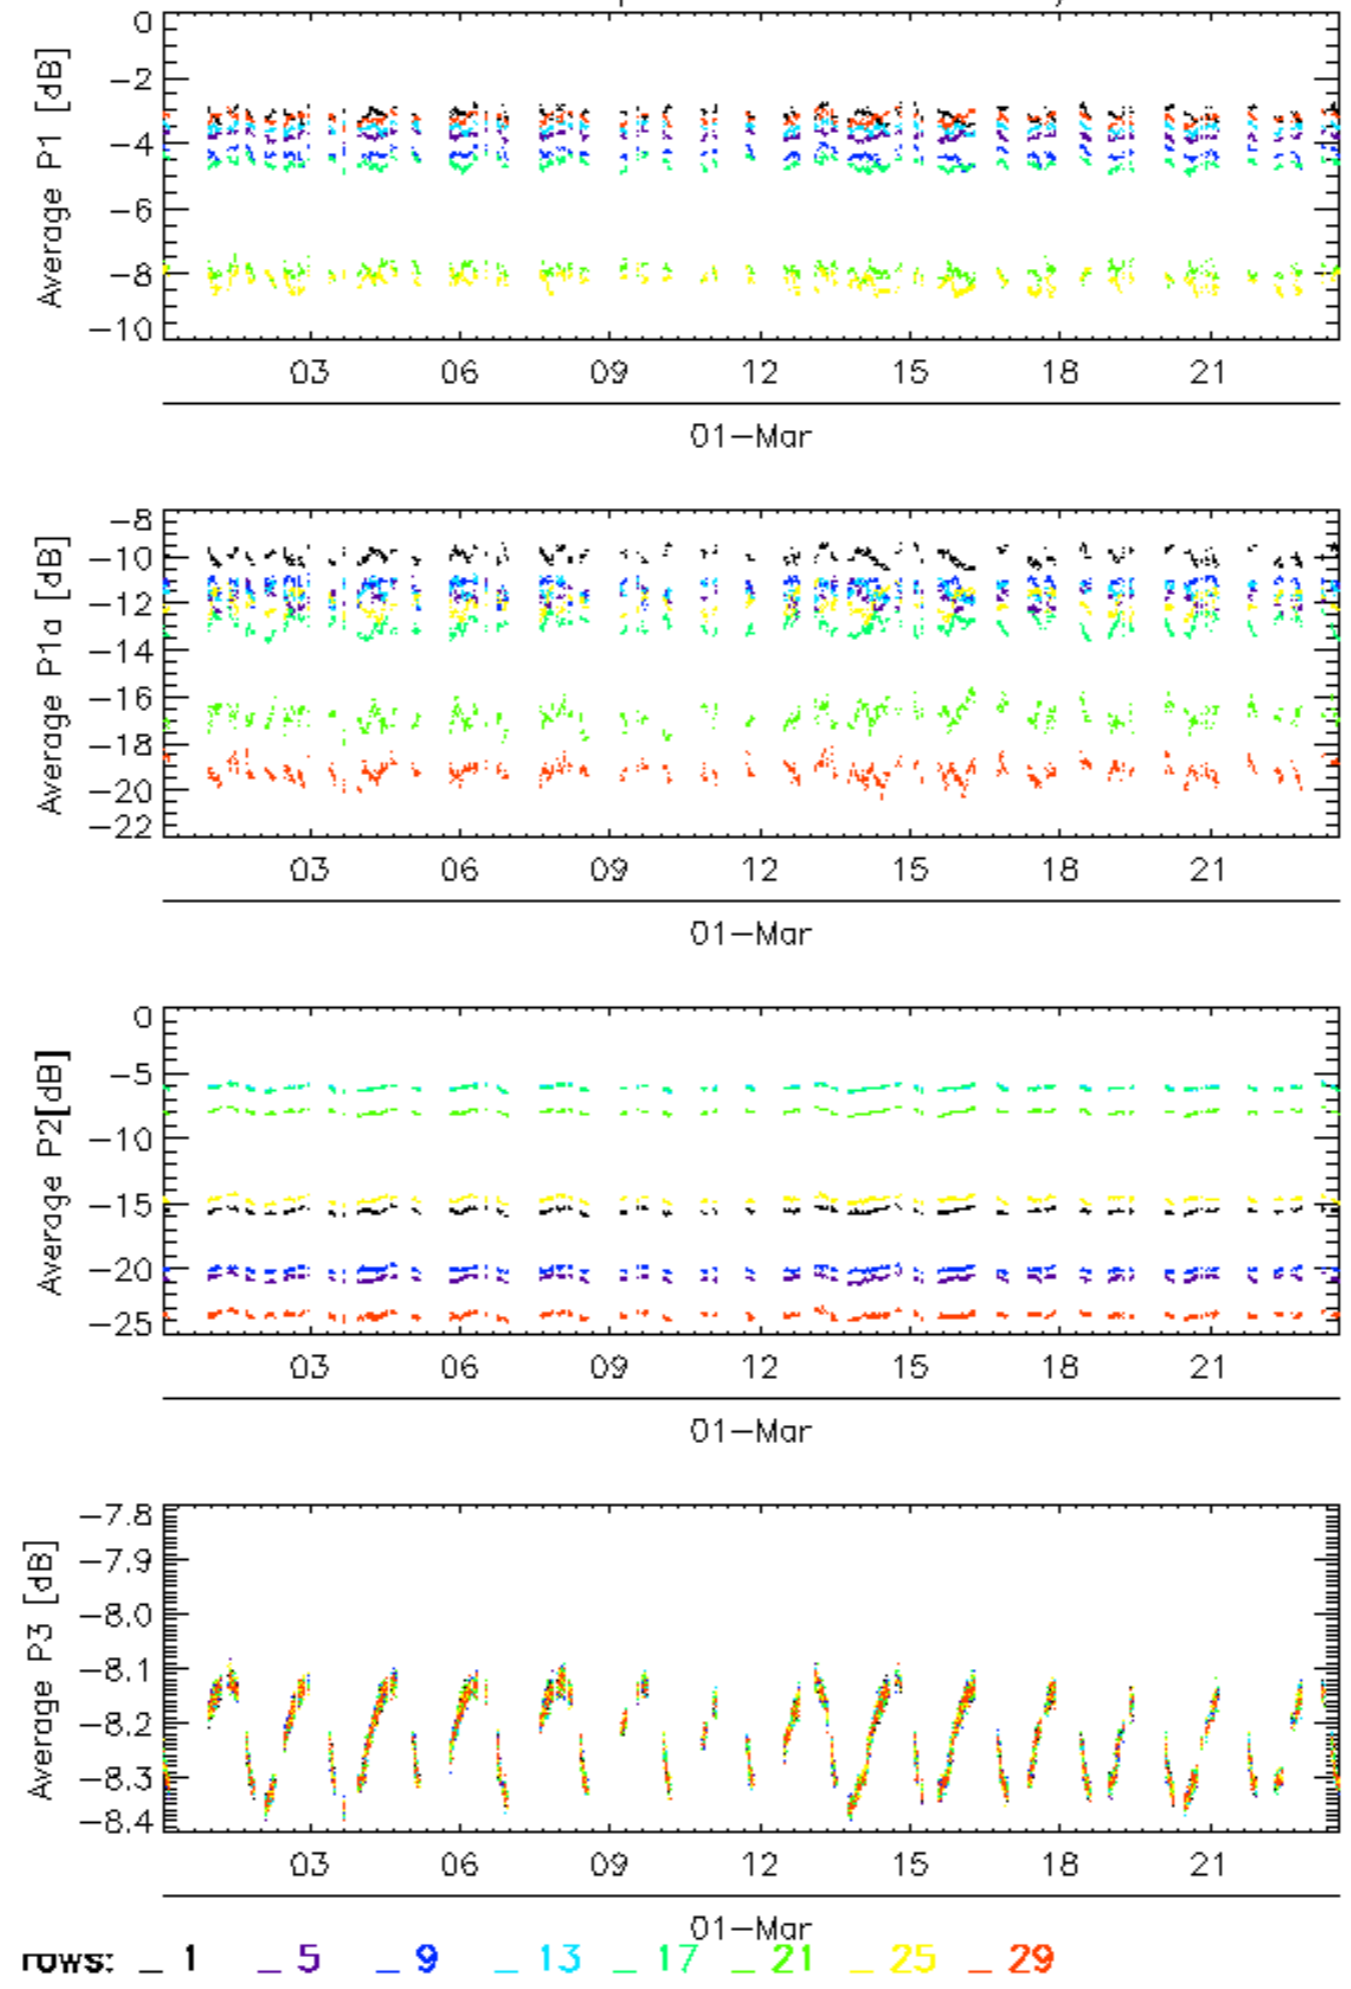 0
−2
−4
−6
−8
−10
Average P1 [dB]
03 06 09 12 15 18 21
01−Mar
−8
−10
−12
−14
−16
−18
−20
−22
Average P1a [dB]
03 06 09 12 15 18 21
01−Mar
0
−5
−10
−15
−20
−25
Average P2[dB]
03 06 09 12 15 18 21
01−Mar
−7.8
−7.9
−8.0
−8.1
−8.2
−8.3
−8.4
Average P3 [dB]
03 06 09 12 15 18 21
01−Mar
rows: _ 1 _ 5 _ 9 _ 13 _ 17 _ 21 _ 25 _ 29